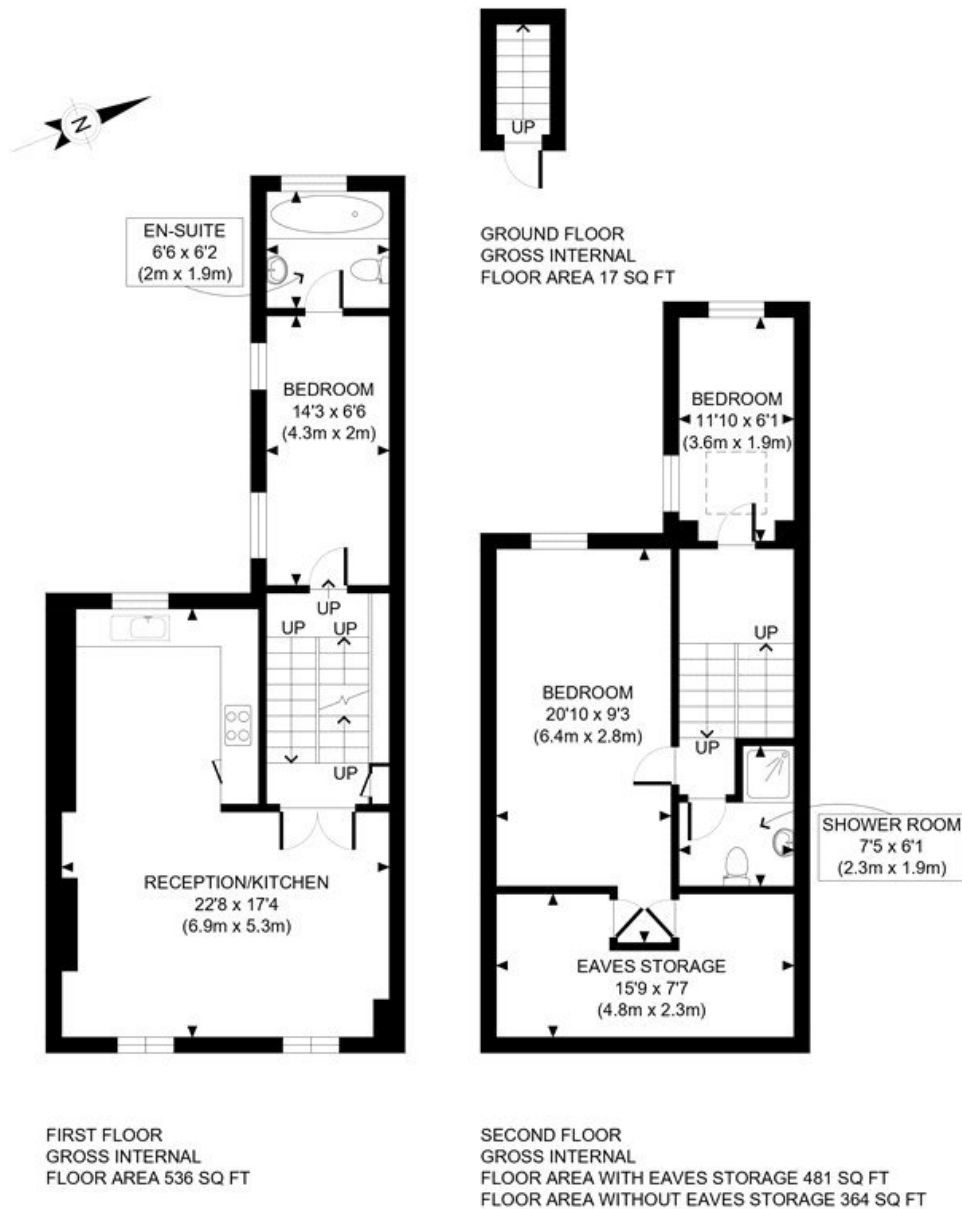 UP
GROUND FLOOR
GROSS INTERNAL
FLOOR AREA 17 SQ FT
N
EN-SUITE
6'6 x 6'2
(2m x 1.9m)
BEDROOM
14'3 x 6'6
(4.3m x 2m)
UP
UP
UP
UP
RECEPTION/KITCHEN
22'8 x 17'4
(6.9m x 5.3m)
FIRST FLOOR
GROSS INTERNAL
FLOOR AREA 536 SQ FT
BEDROOM
11'10 x 6'1
(3.6m x 1.9m)
UP
BEDROOM
20'10 x 9'3
(6.4m x 2.8m)
UP
SHOWER ROOM
7'5 x 6'1
(2.3m x 1.9m)
EAVES STORAGE
15'9 x 7'7
(4.8m x 2.3m)
SECOND FLOOR
GROSS INTERNAL
FLOOR AREA WITH EAVES STORAGE 481 SQ FT
FLOOR AREA WITHOUT EAVES STORAGE 364 SQ FT